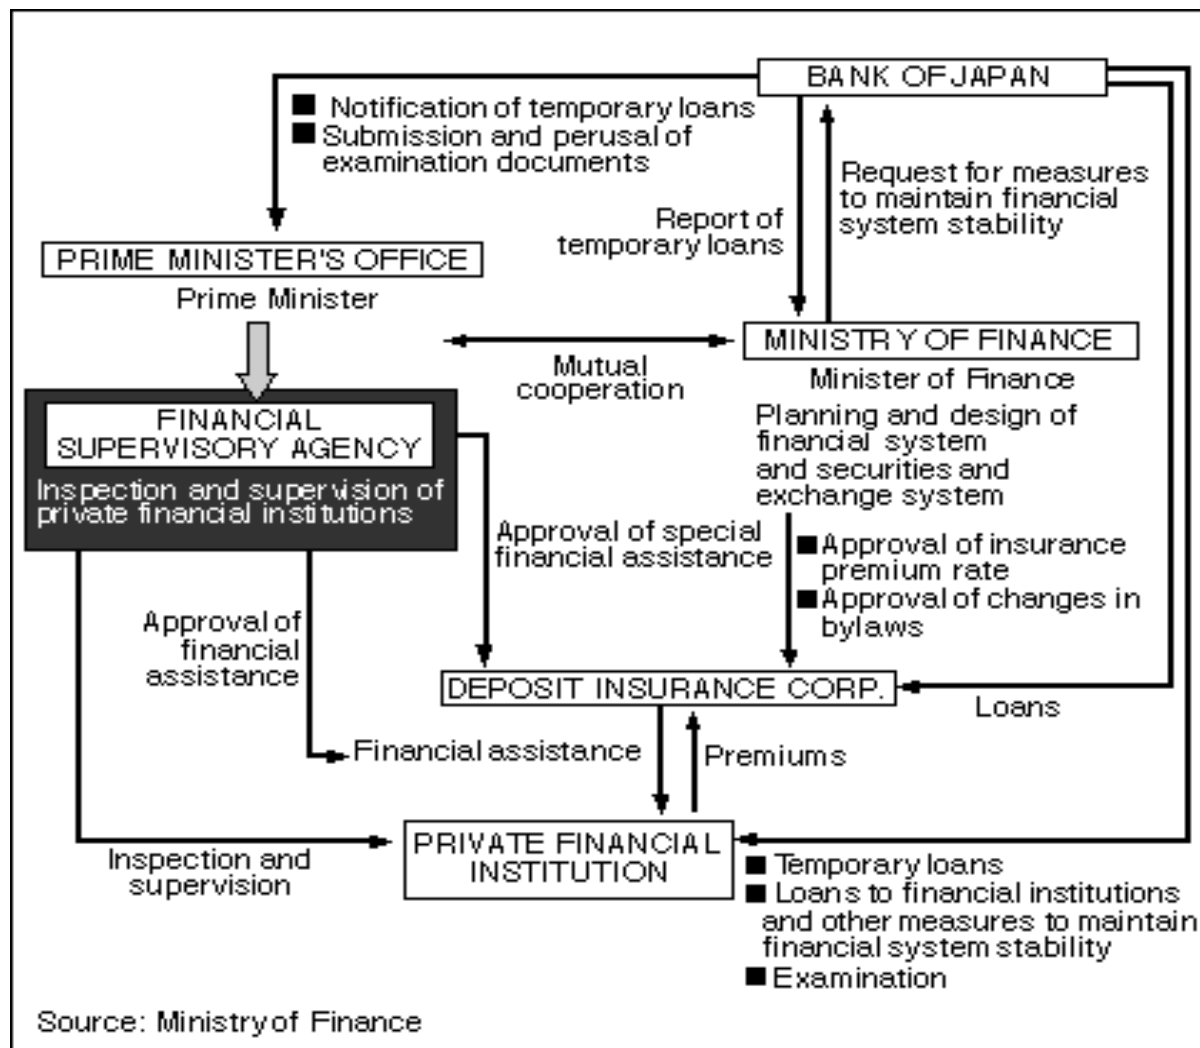 BANK OF JAPAN
■ Notification of temporary loans
■ Submission and perusal of
examination documents
Request for measures
to maintain financial
system stability
Report of
temporary loans
PRIME MINISTER'S OFFICE
Prime Minister
MINISTRY OF FINANCE
Minister of Finance
Mutual
cooperation
FINANCIAL
SUPERVISORY AGENCY
Inspection and supervision of
private financial institutions
Planning and design of
financial system
and securities and
exchange system
Approval of special
financial assistance
■ Approval of insurance
premium rate
■ Approval of changes in
bylaws
Approval of
financial
assistance
DEPOSIT INSURANCE CORP.
Loans
Financial assistance
Premiums
PRIVATE FINANCIAL
INSTITUTION
Inspection and
supervision
■ Temporary loans
■ Loans to financial institutions
and other measures to maintain
financial system stability
■ Examination
Source: Ministry of Finance